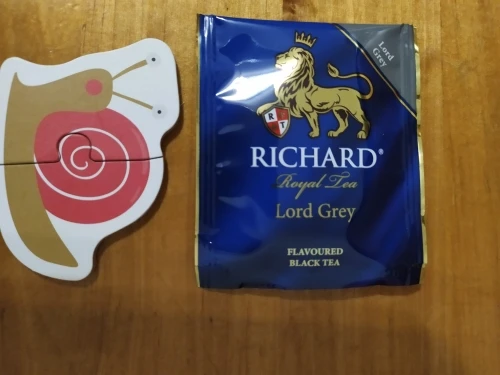 Lord
Grey
R
T
RICHARD®
Royal Tea
Lord Grey
FLAVOURED
BLACK TEA